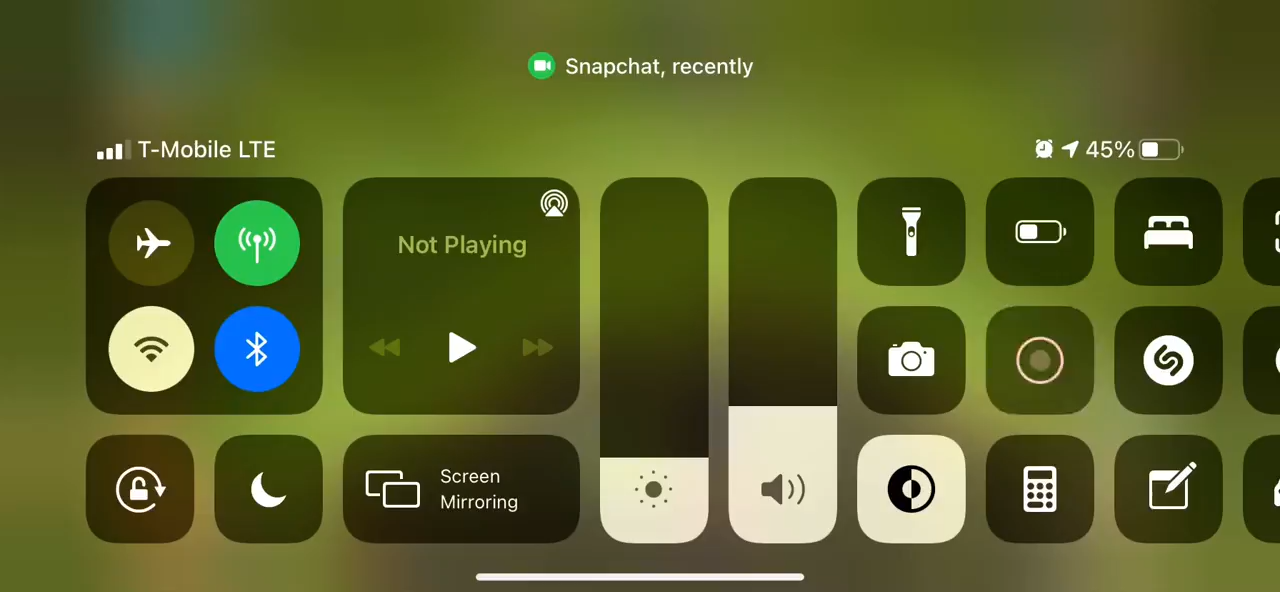 Snapchat, recently
T-Mobile LTE
45%
Not Playing
Screen
Mirroring